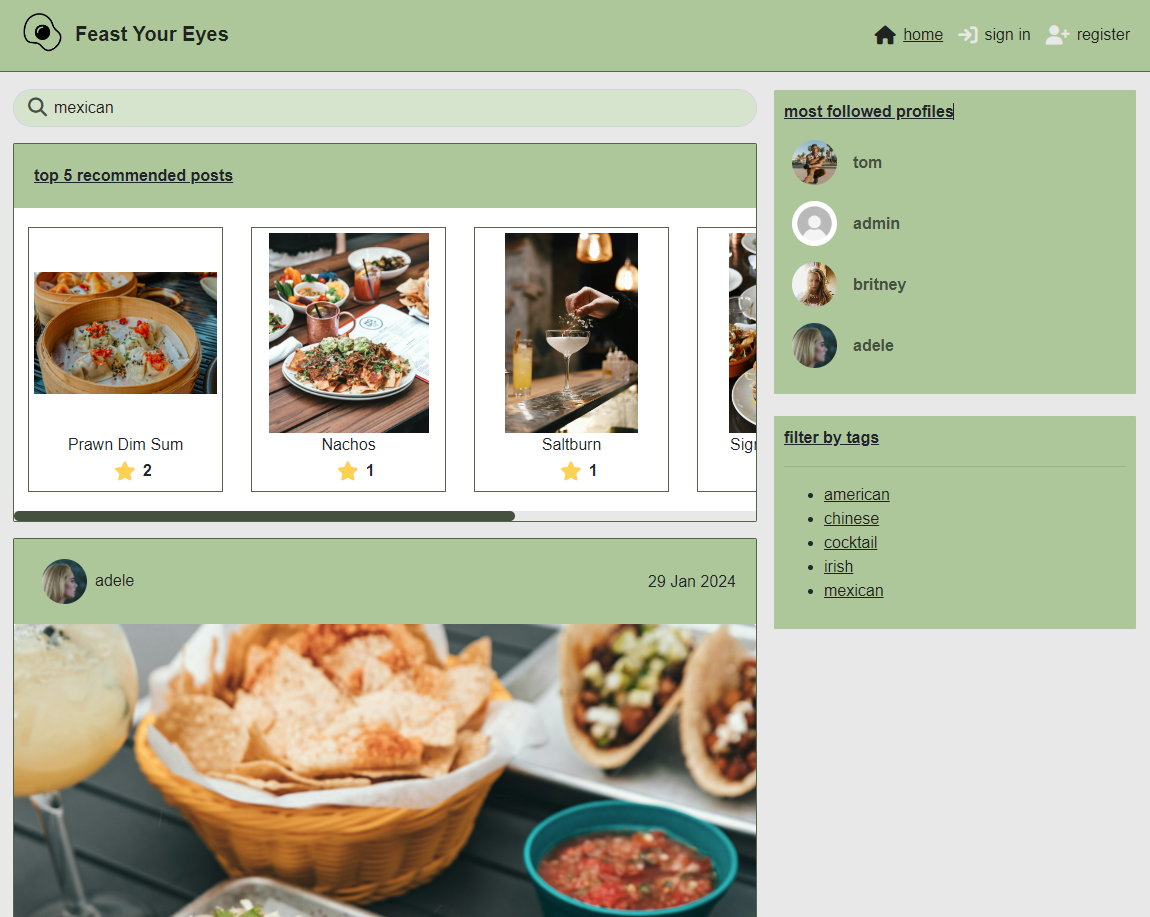 Feast Your Eyes
home sign in register
mexican
top 5 recommended posts
Prawn Dim Sum
2
Nachos
1
Saltburn
1
adele
29 Jan 2024
most followed profiles
tom
admin
britney
adele
filter by tags
american
chinese
cocktail
irish
mexican